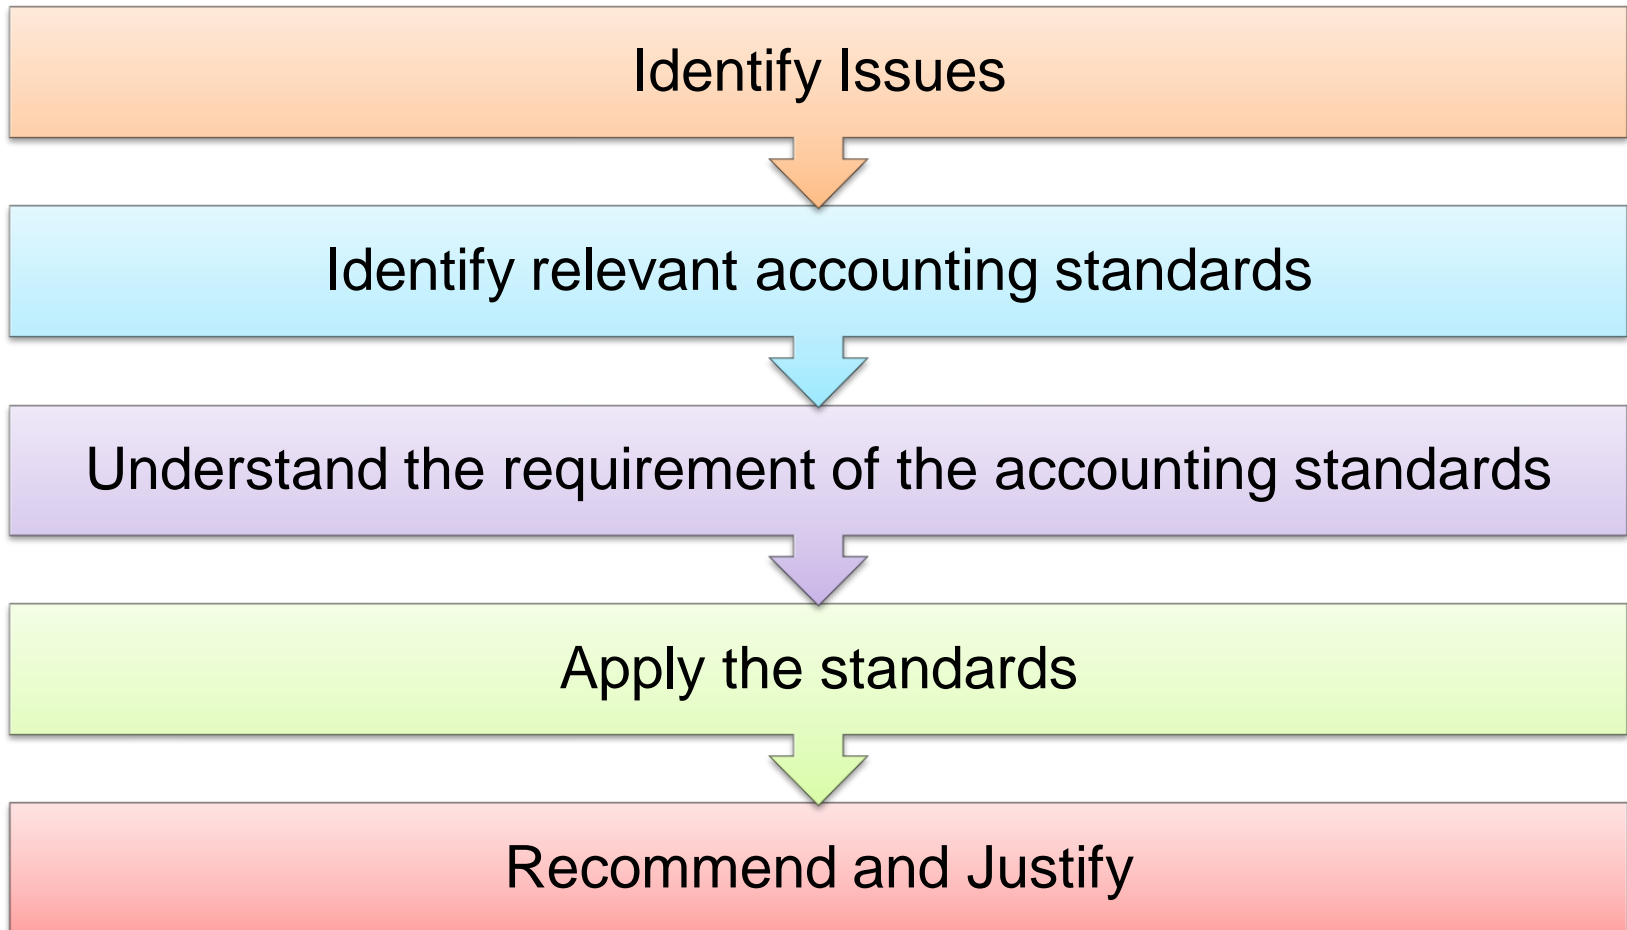 Identify Issues
Identify relevant accounting standards
Understand the requirement of the accounting standards
Apply the standards
Recommend and Justify